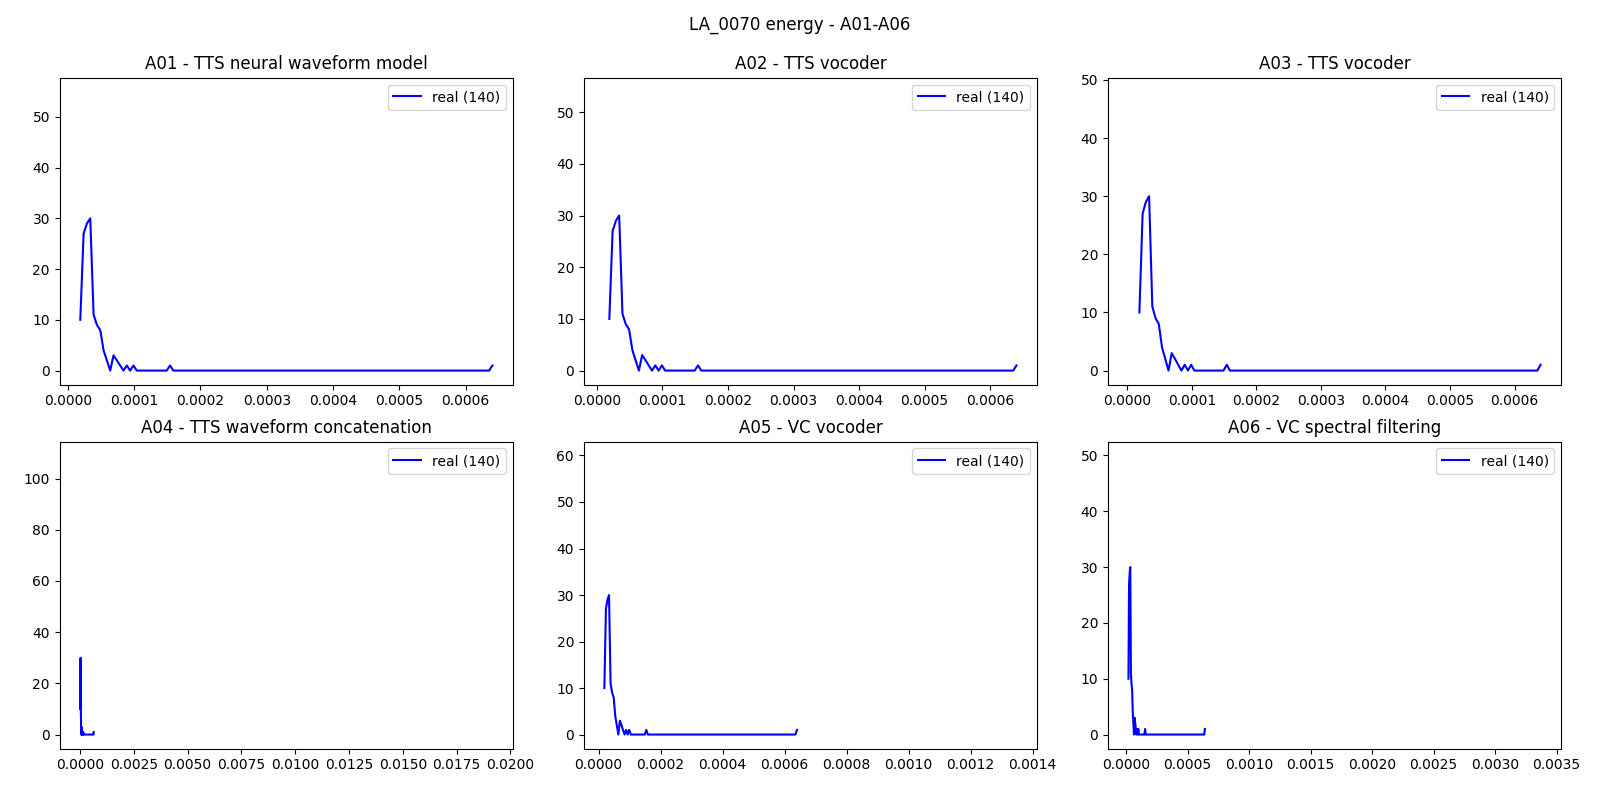 LA_0070 energy - A01-A06
A01 - TTS neural waveform model
real (140)
50
40
30
20
10
0
0.0000 0.0001 0.0002 0.0003 0.0004 0.0005 0.0006
A02 - TTS vocoder
real (140)
50
40
30
20
10
0
0.0000 0.0001 0.0002 0.0003 0.0004 0.0005 0.0006
A03 - TTS vocoder
real (140)
50
40
30
20
10
0
0.0000 0.0001 0.0002 0.0003 0.0004 0.0005 0.0006
A04 - TTS waveform concatenation
real (140)
100
80
60
40
20
0
0.0000 0.0025 0.0050 0.0075 0.0100 0.0125 0.0150 0.0175 0.0200
A05 - VC vocoder
real (140)
60
50
40
30
20
10
0
0.0000 0.0002 0.0004 0.0006 0.0008 0.0010 0.0012 0.0014
A06 - VC spectral filtering
real (140)
50
40
30
20
10
0
0.0000 0.0005 0.0010 0.0015 0.0020 0.0025 0.0030 0.0035